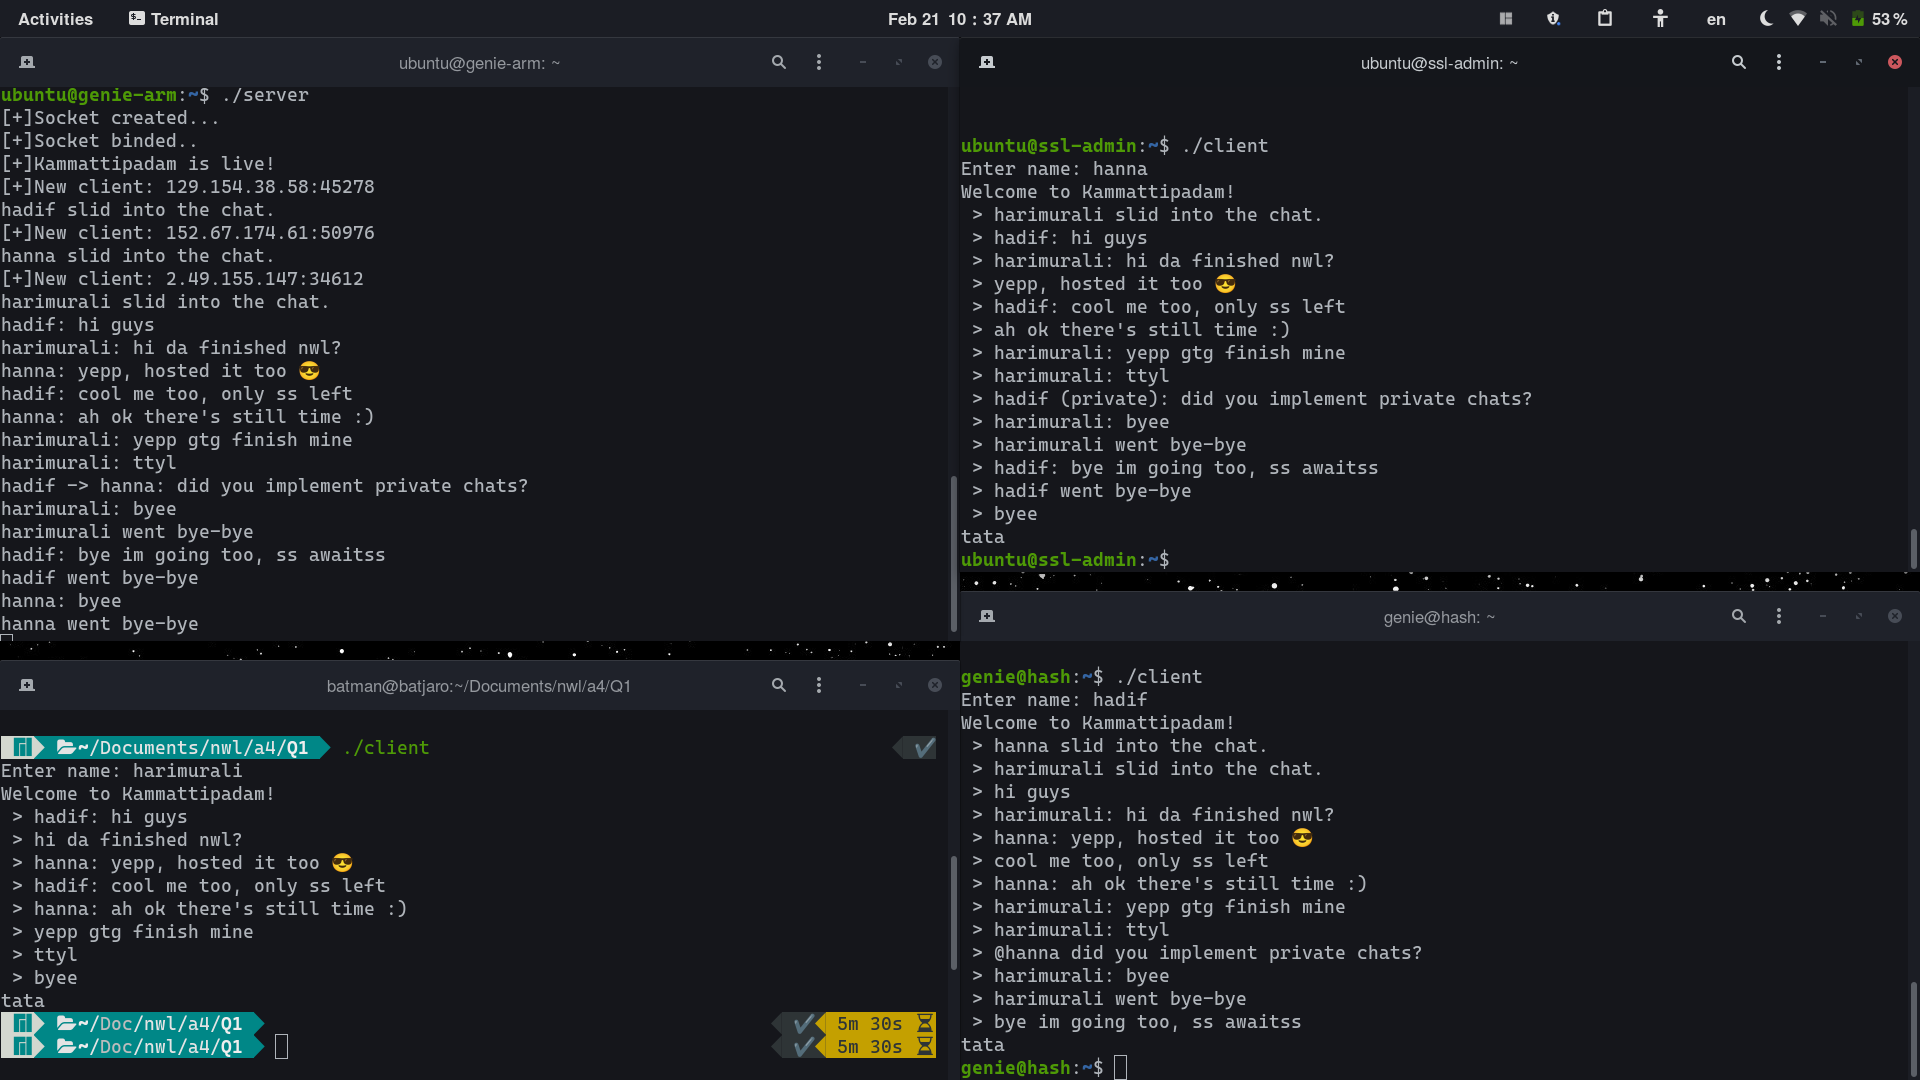 Activities
Terminal
Feb 21 10 : 37 AM
en
53 %
ubuntu@genie-arm: ~
ubuntu@genie-arm:~$ ./server
[+]Socket created...
[+]Socket binded..
[+]Kammattipadam is live!
[+]New client: 129.154.38.58:45278
hadif slid into the chat.
[+]New client: 152.67.174.61:50976
hanna slid into the chat.
[+]New client: 2.49.155.147:34612
harimurali slid into the chat.
hadif: hi guys
harimurali: hi da finished nwl?
hanna: yepp, hosted it too 😎
hadif: cool me too, only ss left
hanna: ah ok there's still time :)
harimurali: yepp gtg finish mine
harimurali: ttyl
hadif -> hanna: did you implement private chats?
harimurali: byee
harimurali went bye-bye
hadif: bye im going too, ss awaitss
hadif went bye-bye
hanna: byee
hanna went bye-bye
ubuntu@ssl-admin: ~
ubuntu@ssl-admin:~$ ./client
Enter name: hanna
Welcome to Kammattipadam!
> harimurali slid into the chat.
> hadif: hi guys
> harimurali: hi da finished nwl?
> yepp, hosted it too 😎
> hadif: cool me too, only ss left
> ah ok there's still time :)
> harimurali: yepp gtg finish mine
> harimurali: ttyl
> hadif (private): did you implement private chats?
> harimurali: byee
> harimurali went bye-bye
> hadif: bye im going too, ss awaitss
> hadif went bye-bye
> byee
tata
ubuntu@ssl-admin:~$
batman@batjaro:~/Documents/nwl/a4/Q1
~/Documents/nwl/a4/Q1 ./client
Enter name: harimurali
Welcome to Kammattipadam!
> hadif: hi guys
> hi da finished nwl?
> hanna: yepp, hosted it too 😎
> hadif: cool me too, only ss left
> hanna: ah ok there's still time :)
> yepp gtg finish mine
> ttyl
> byee
tata
~/Doc/nwl/a4/Q1 5m 30s
~/Doc/nwl/a4/Q1 5m 30s
genie@hash: ~
genie@hash:~$ ./client
Enter name: hadif
Welcome to Kammattipadam!
> hanna slid into the chat.
> harimurali slid into the chat.
> hi guys
> harimurali: hi da finished nwl?
> hanna: yepp, hosted it too 😎
> cool me too, only ss left
> hanna: ah ok there's still time :)
> harimurali: yepp gtg finish mine
> harimurali: ttyl
> @hanna did you implement private chats?
> harimurali: byee
> harimurali went bye-bye
> bye im going too, ss awaitss
tata
genie@hash:~$